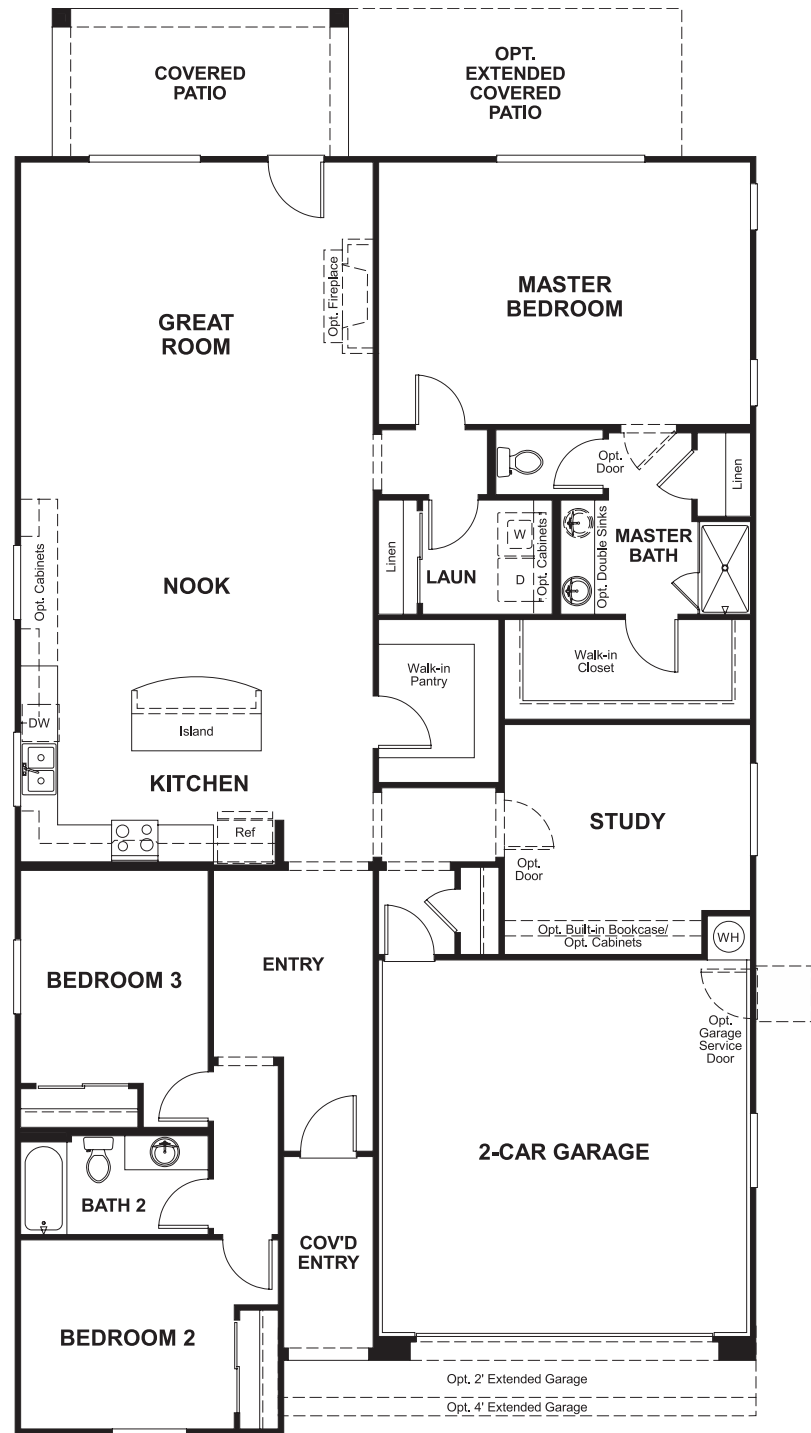 COVERED
PATIO
OPT.
EXTENDED
COVERED
PATIO
GREAT
ROOM
Opt. Fireplace
MASTER
BEDROOM
Opt.
Door
Linen
Opt. Cabinets
NOOK
Linen
LAUN
W
D
Opt. Cabinets
Opt. Double Sinks
MASTER
BATH
Walk-in
Pantry
Walk-in
Closet
DW
Island
KITCHEN
Ref
STUDY
Opt.
Door
Opt. Built-in Bookcase/
Opt. Cabinets
WH
BEDROOM 3
ENTRY
Opt.
Garage
Service
Door
2-CAR GARAGE
BATH 2
COV'D
ENTRY
BEDROOM 2
Opt. 2' Extended Garage
Opt. 4' Extended Garage